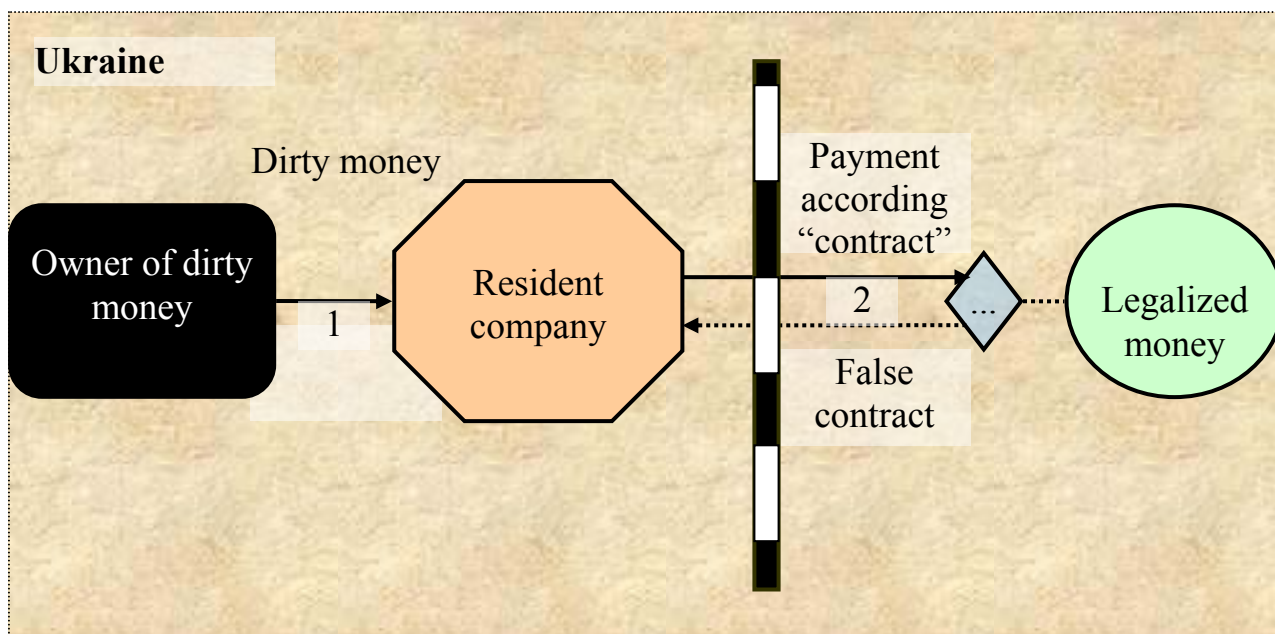 Ukraine
Dirty money
Owner of dirty
money
1
Resident
company
Payment
according
“contract”
2
False
contract
...
Legalized
money